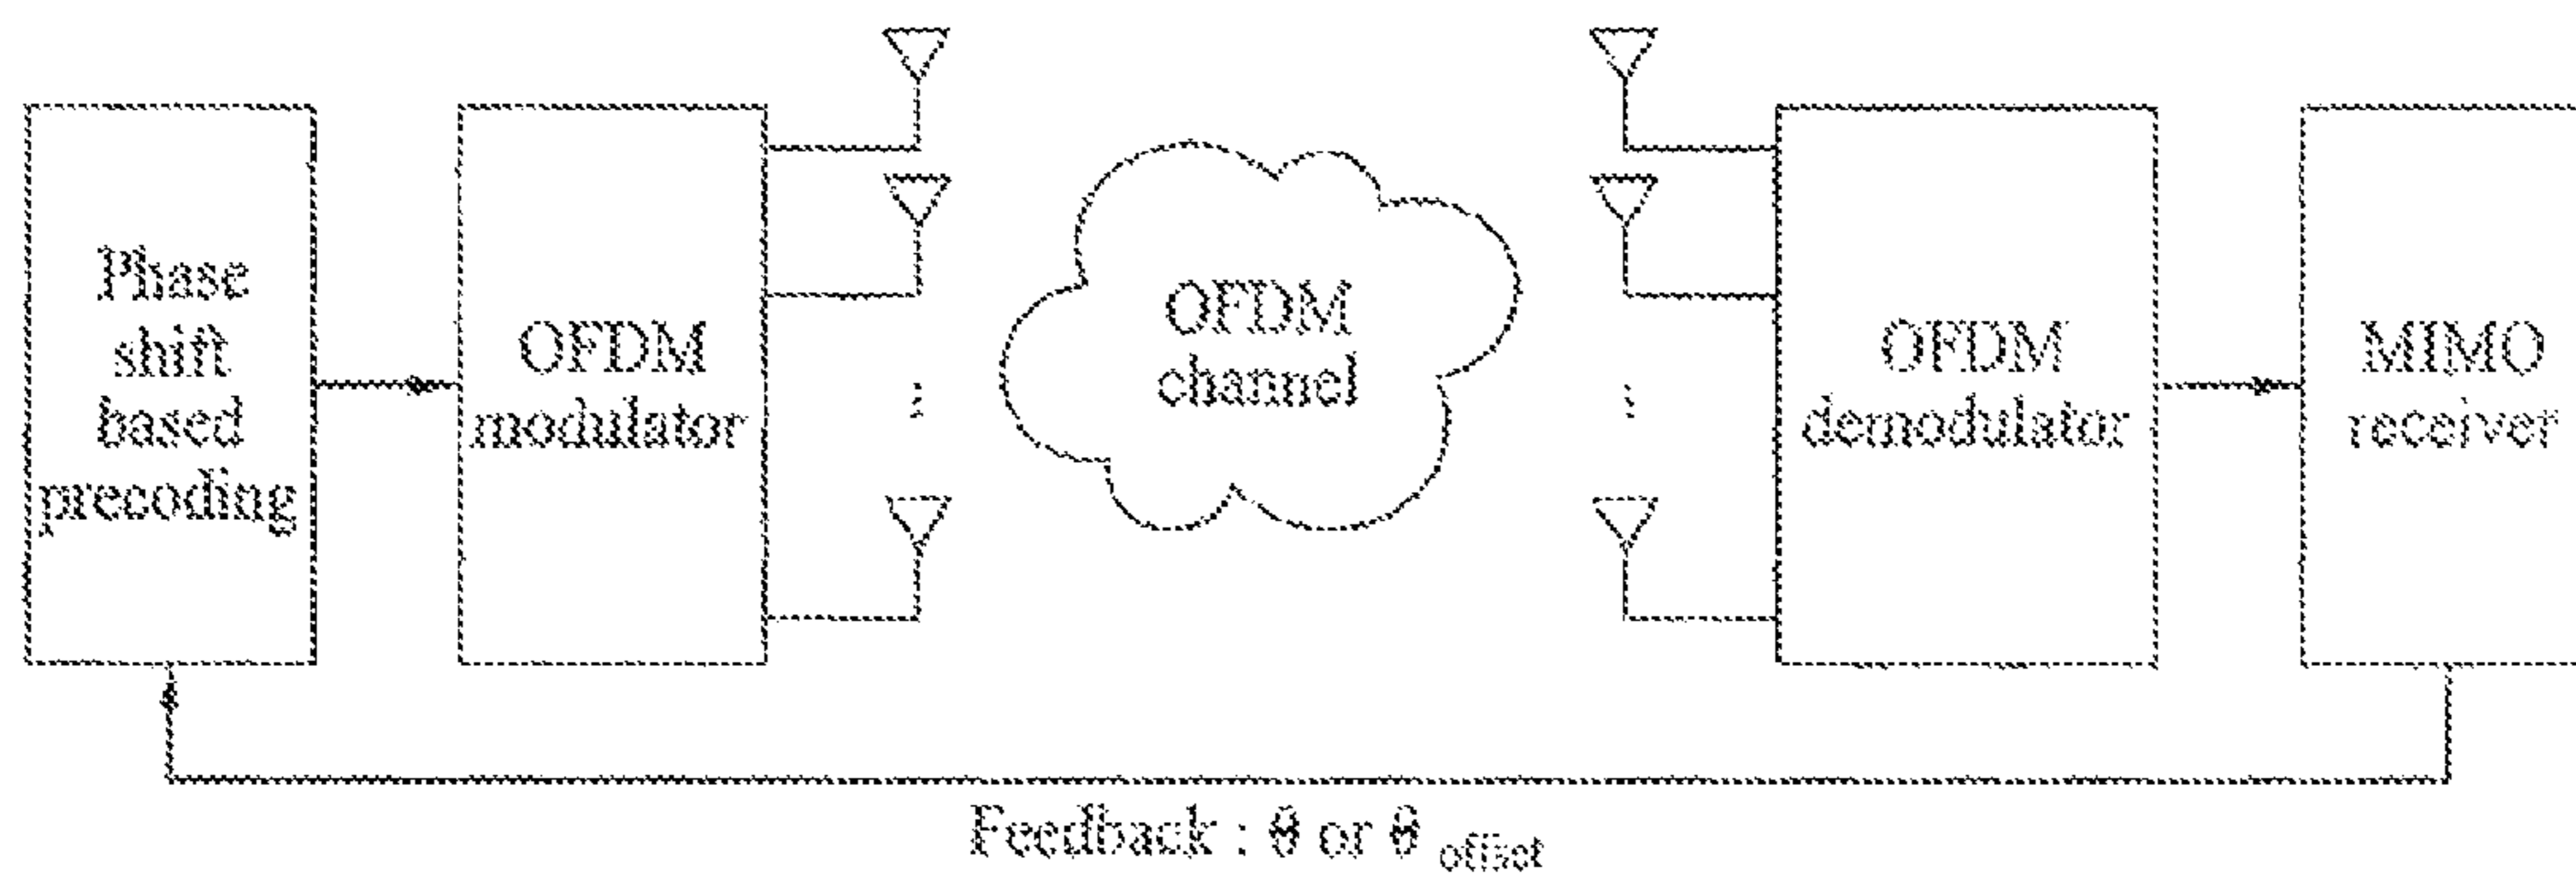 Phase
shift
based
precoding
OFDM
modulator
OFDM
channel
OFDM
demodulator
MIMO
receiver
Feedback : θ or θ offset